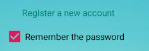 Register a new account
Remember the password